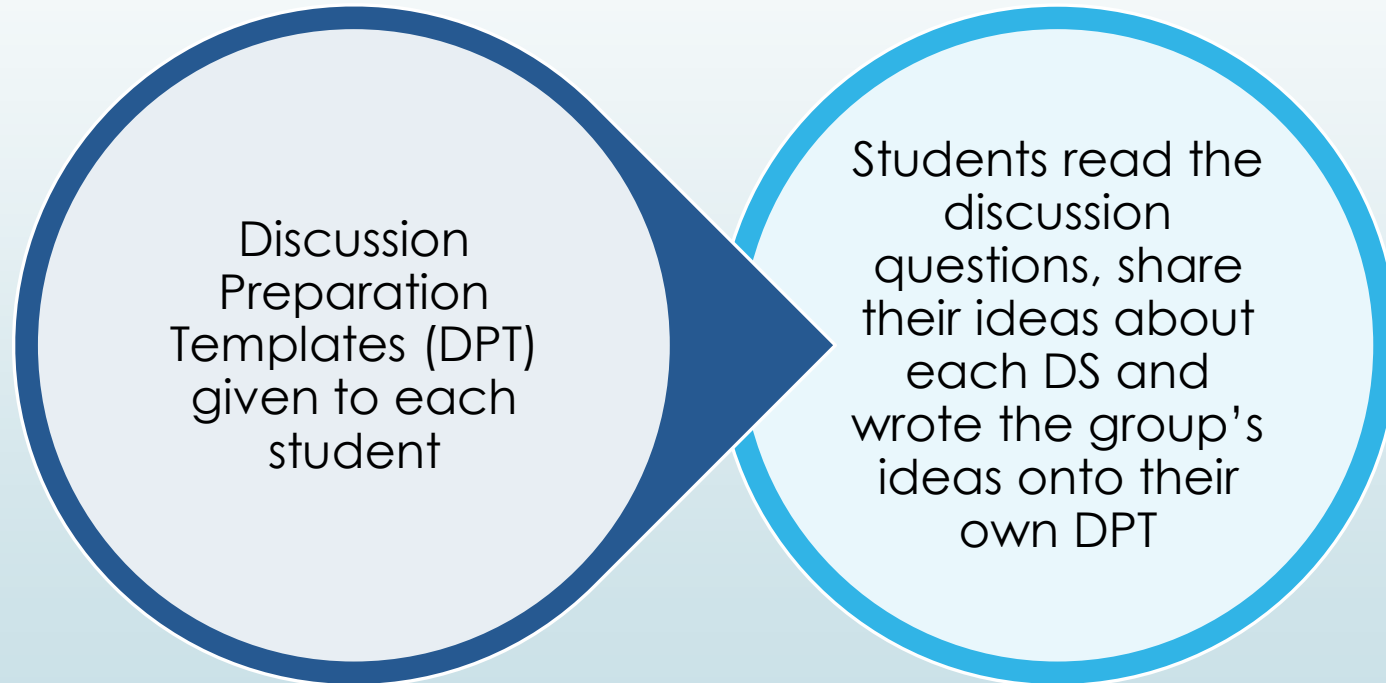 Discussion
Preparation
Templates (DPT)
given to each
student
Students read the
discussion
questions, share
their ideas about
each DS and
wrote the group’s
ideas onto their
own DPT